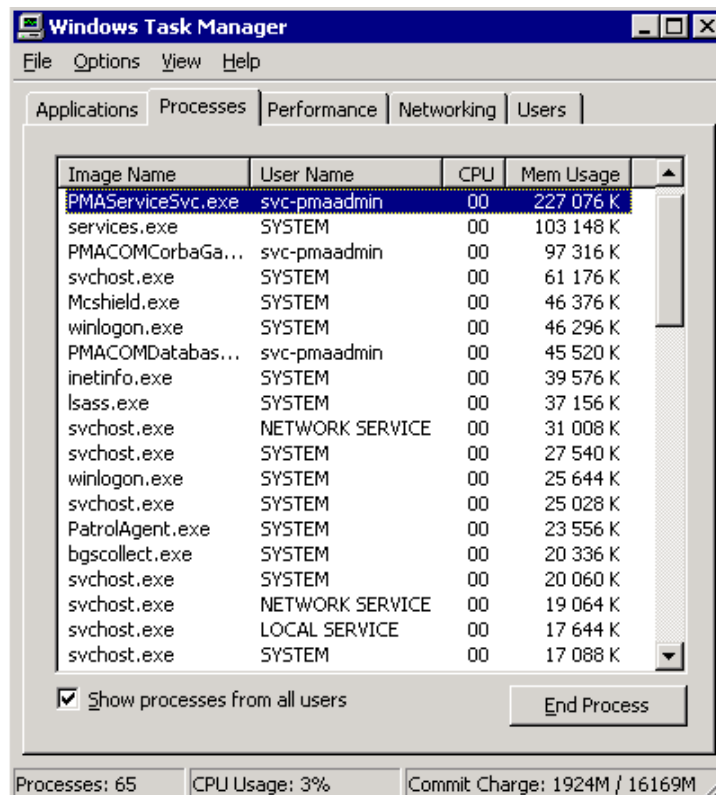 Windows Task Manager
File Options View Help
Applications Processes Performance Networking Users
Image Name User Name CPU Mem Usage
PMAServiceSvc.exe svc-pmaadmin 00 227 076 K
services.exe SYSTEM 00 103 148 K
PMACOMCorbaGa... svc-pmaadmin 00 97 316 K
svchost.exe SYSTEM 00 61 176 K
Mcshield.exe SYSTEM 00 46 376 K
winlogon.exe SYSTEM 00 46 296 K
PMACOMDatabas... svc-pmaadmin 00 45 520 K
inetinfo.exe SYSTEM 00 39 576 K
lsass.exe SYSTEM 00 37 156 K
svchost.exe NETWORK SERVICE 00 31 008 K
svchost.exe SYSTEM 00 27 540 K
winlogon.exe SYSTEM 00 25 644 K
svchost.exe SYSTEM 00 25 028 K
PatrolAgent.exe SYSTEM 00 23 556 K
bgscollect.exe SYSTEM 00 20 336 K
svchost.exe SYSTEM 00 20 060 K
svchost.exe NETWORK SERVICE 00 19 064 K
svchost.exe LOCAL SERVICE 00 17 644 K
svchost.exe SYSTEM 00 17 088 K
Show processes from all users End Process
Processes: 65 CPU Usage: 3% Commit Charge: 1924M / 16169M